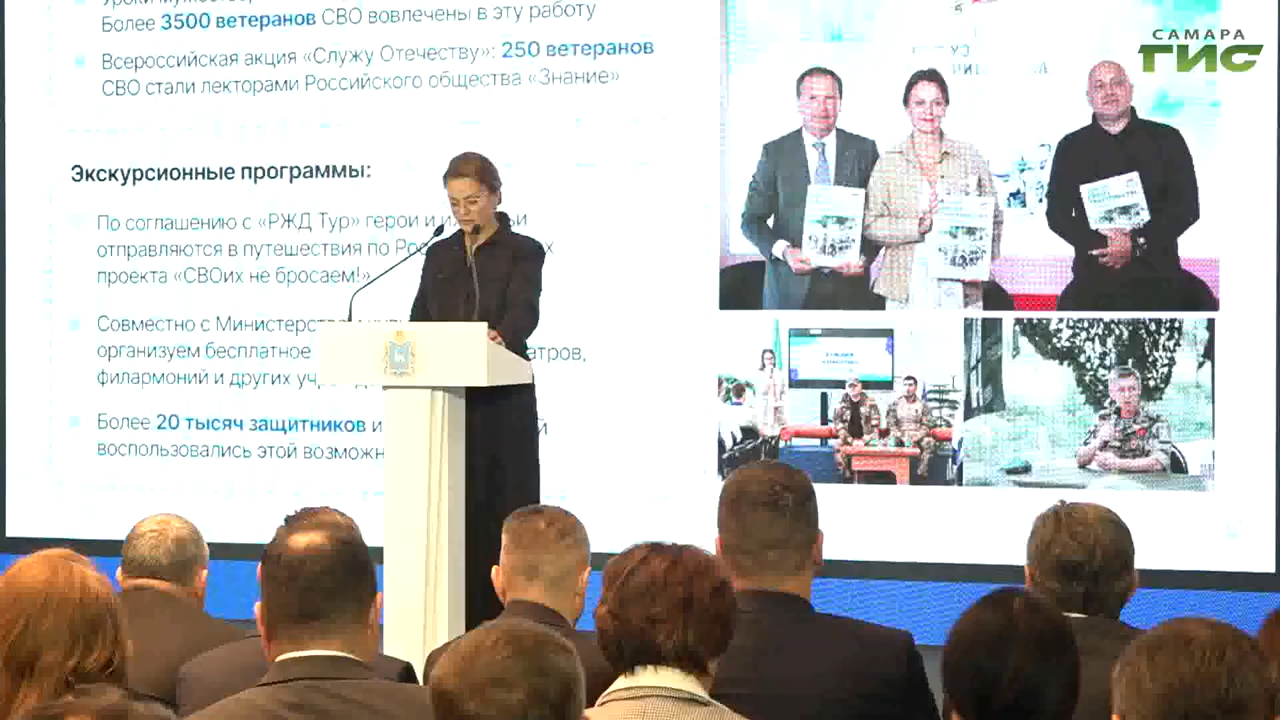 Уроки мужества,
Более 3500 ветеранов СВО вовлечены в эту работу
Всероссийская акция «Служу Отечеству»: 250 ветеранов
СВО стали лекторами Российского общества «Знание»
Экскурсионные программы:
По соглашению с «РЖД Тур» герои и
отправляются в путешествия по
проекта «СВОих не бросаем!»
Совместно с
организуем бесплатное
филармоний и других
Более 20 тысяч защитников и
воспользовались этой
САМАРА
ГИС